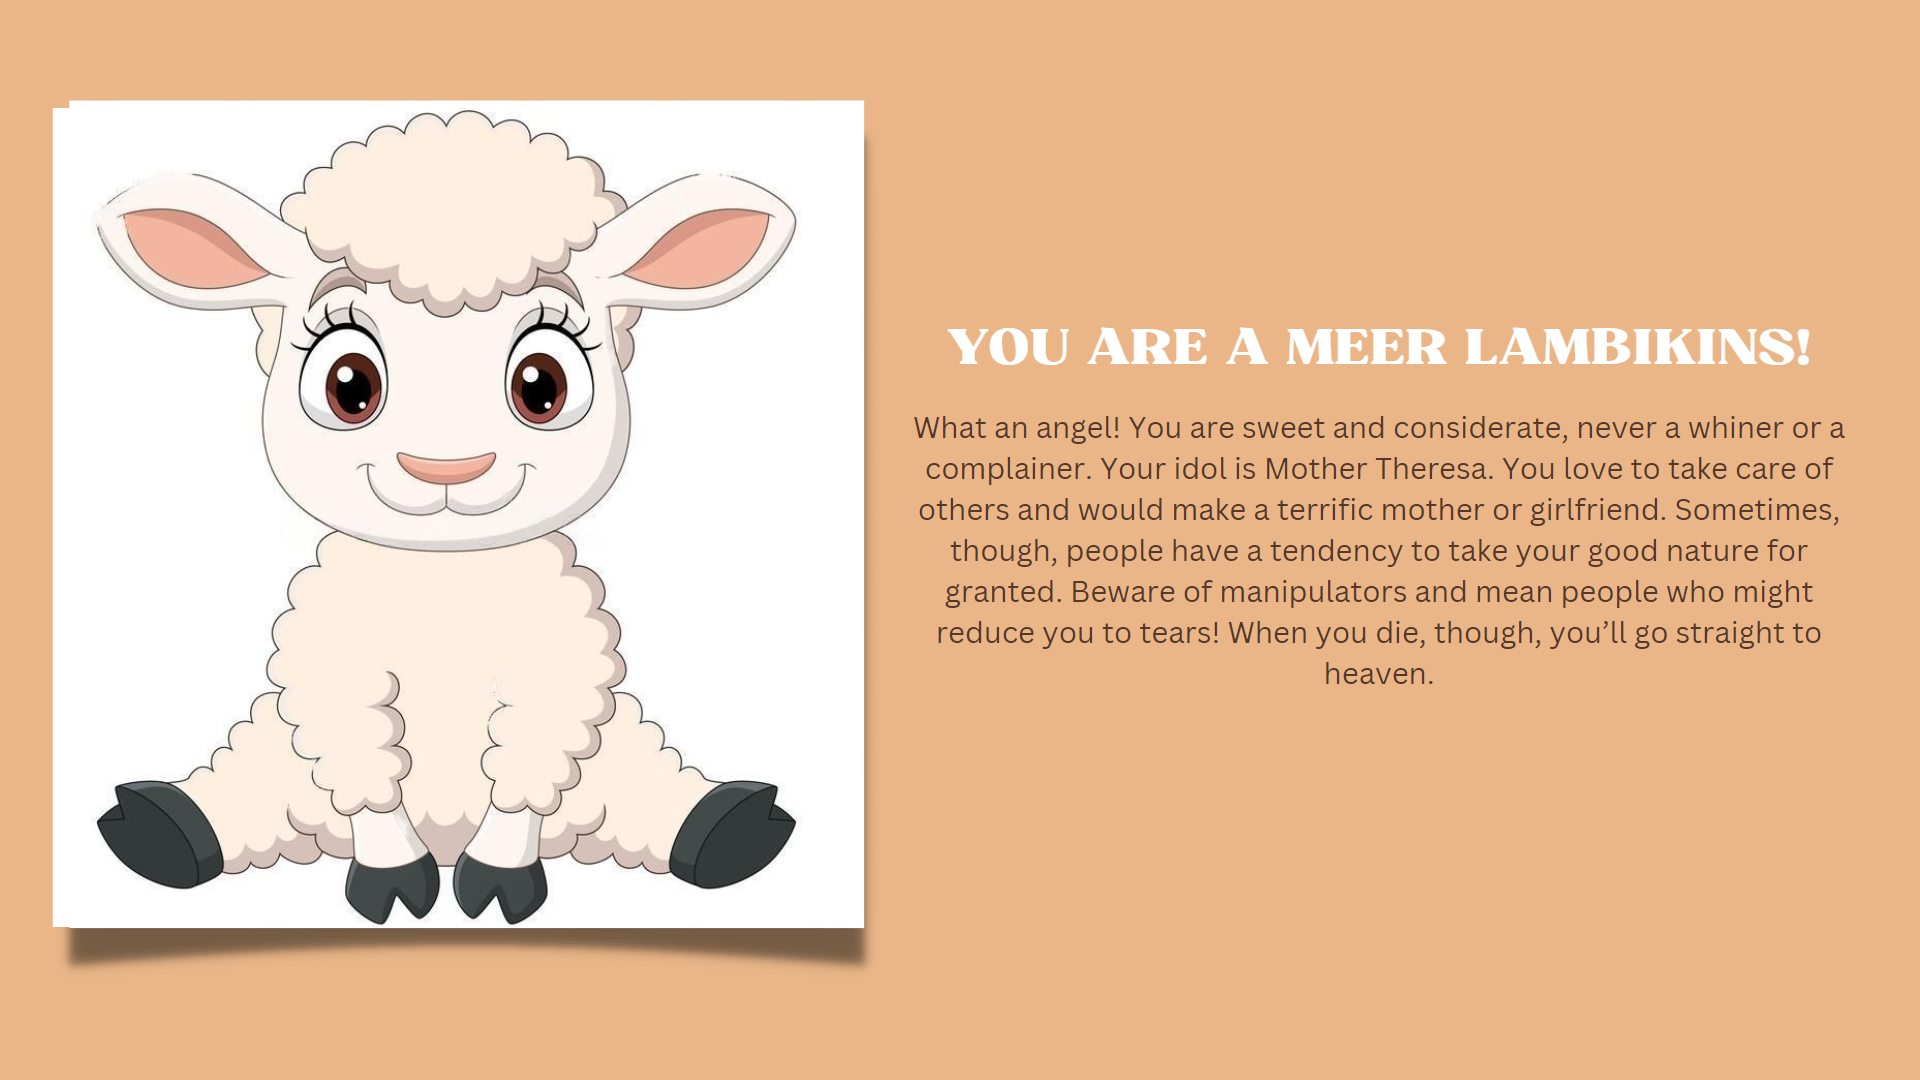 YOU ARE A MEER LAMBIKINS!
What an angel! You are sweet and considerate, never a whiner or a
complainer. Your idol is Mother Theresa. You love to take care of
others and would make a terrific mother or girlfriend. Sometimes,
though, people have a tendency to take your good nature for
granted. Beware of manipulators and mean people who might
reduce you to tears! When you die, though, you’ll go straight to
heaven.